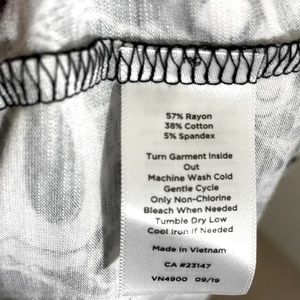 57% Rayon
38% Cotton
5% Spandex
Turn Garment Inside
Out
Machine Wash Cold
Gentle Cycle
Only Non-Chlorine
Bleach When Needed
Tumble Dry Low
Cool Iron if Needed
Made In Vietnam
CA #23147
VN4900 09/19